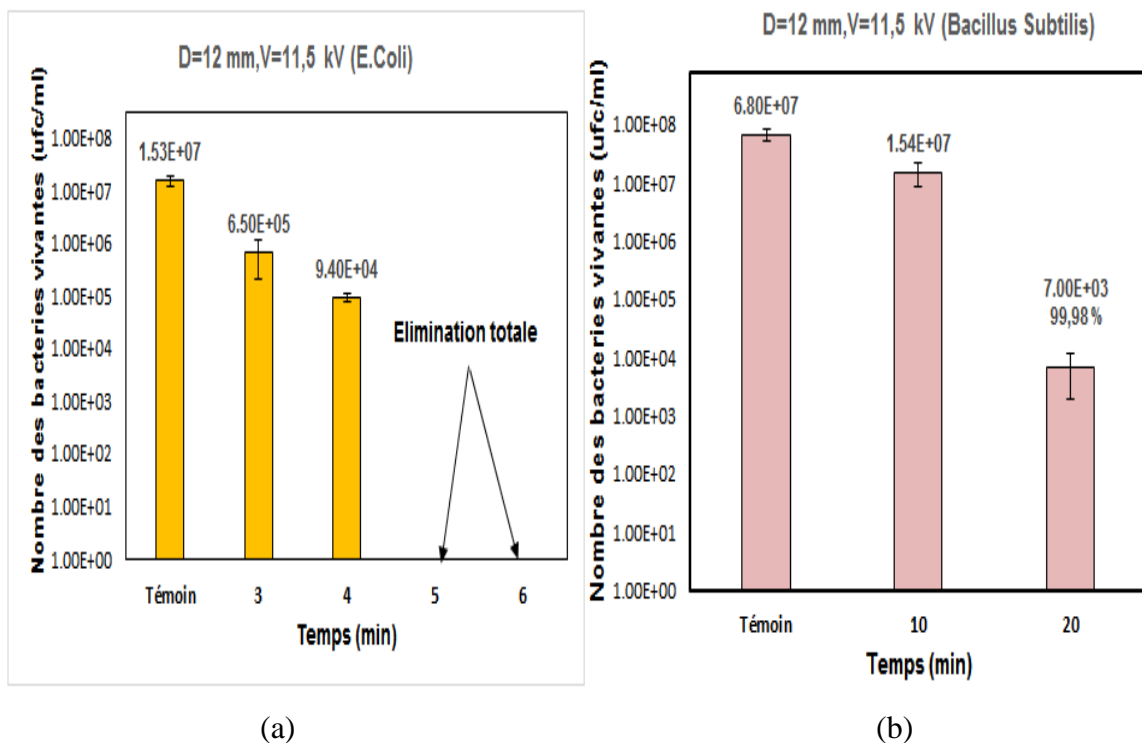 D=12 mm,V=11,5 kV (E.Coli)
Nombre des bacteries vivantes (ufc/ml)
1.00E+08
1.00E+07
1.00E+06
1.00E+05
1.00E+04
1.00E+03
1.00E+02
1.00E+01
1.00E+00
1.53E+07
6.50E+05
9.40E+04
Elimination totale
Témoin 3 4 5 6
Temps (min)
(a)
D=12 mm,V=11,5 kV (Bacillus Subtilis)
Nombre des bacteries vivantes (ufc/ml)
1.00E+08
1.00E+07
1.00E+06
1.00E+05
1.00E+04
1.00E+03
1.00E+02
1.00E+01
1.00E+00
6.80E+07
1.54E+07
7.00E+03
99,98 %
Témoin 10 20
Temps (min)
(b)